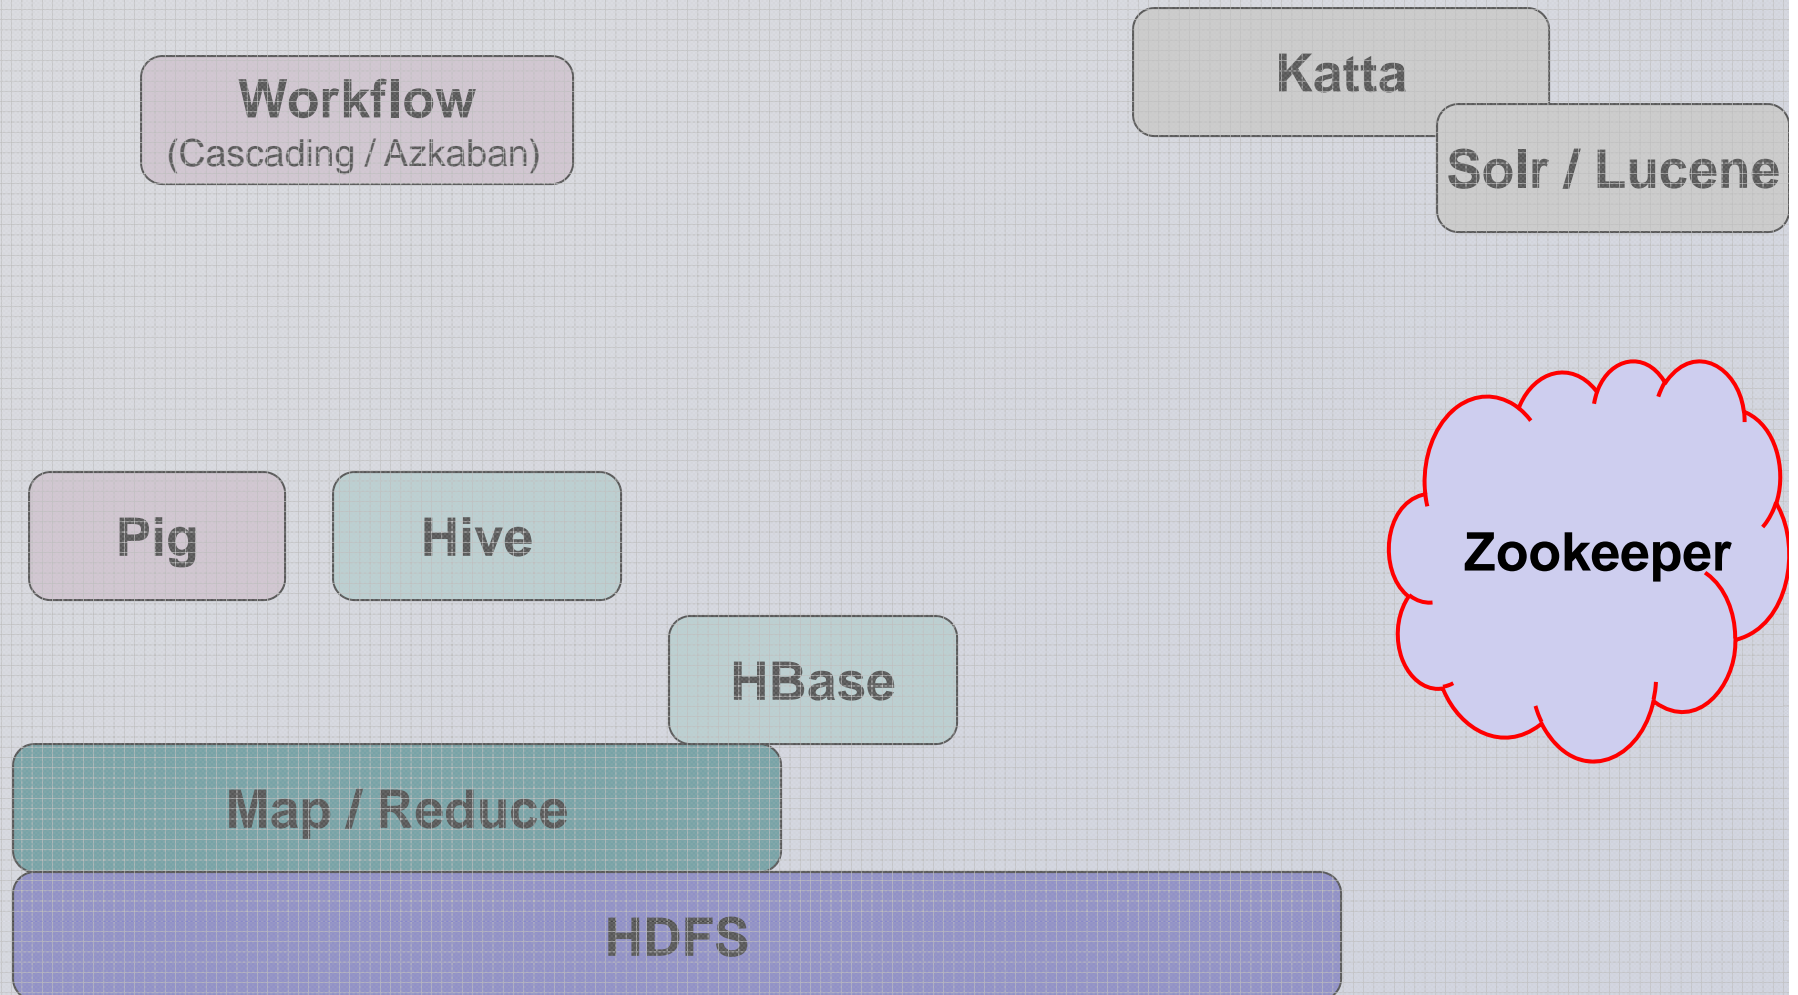 Katta
Workflow
(Cascading / Azkaban)
Solr / Lucene
Pig
Hive
Zookeeper
HBase
Map / Reduce
HDFS